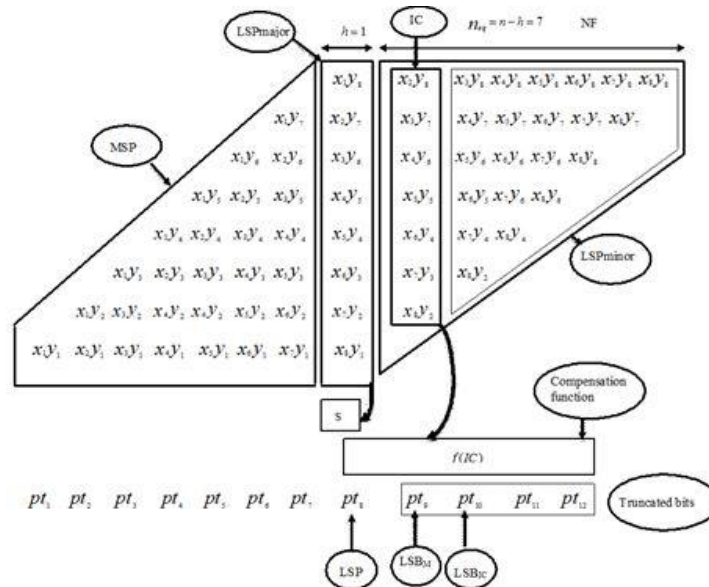 LSPmajor h = 1 IC n_eq = n − h = 7 NF
x₁y₈ x₂y₈ x₃y₈ x₄y₈ x₅y₈ x₆y₈ x₇y₈ x₈y₈
x₁y₇ x₂y₇ x₃y₇ x₄y₇ x₅y₇ x₆y₇ x₇y₇ x₈y₇
MSP
x₁y₆ x₂y₆ x₃y₆ x₄y₆ x₅y₆ x₆y₆ x₇y₆ x₈y₆
x₁y₅ x₂y₅ x₃y₅ x₄y₅ x₅y₅ x₆y₅ x₇y₅ x₈y₅
x₁y₄ x₂y₄ x₃y₄ x₄y₄ x₅y₄ x₆y₄ x₇y₄ x₈y₄
LSPminor
x₁y₃ x₂y₃ x₃y₃ x₄y₃ x₅y₃ x₆y₃ x₇y₃ x₈y₂
x₁y₂ x₃y₂ x₄y₂ x₄y₂ x₅y₂ x₆y₂ x₇y₂ x₈y₂
x₁y₁ x₂y₁ x₃y₁ x₄y₁ x₅y₁ x₆y₁ x₇y₁ x₈y₁
Compensation
function
S
f(IC)
pt₁ pt₂ pt₃ pt₄ pt₅ pt₆ pt₇ pt₈ pt₉ pt₁₀ pt₁₁ pt₁₂ Truncated bits
LSP LSB_M LSB_IC